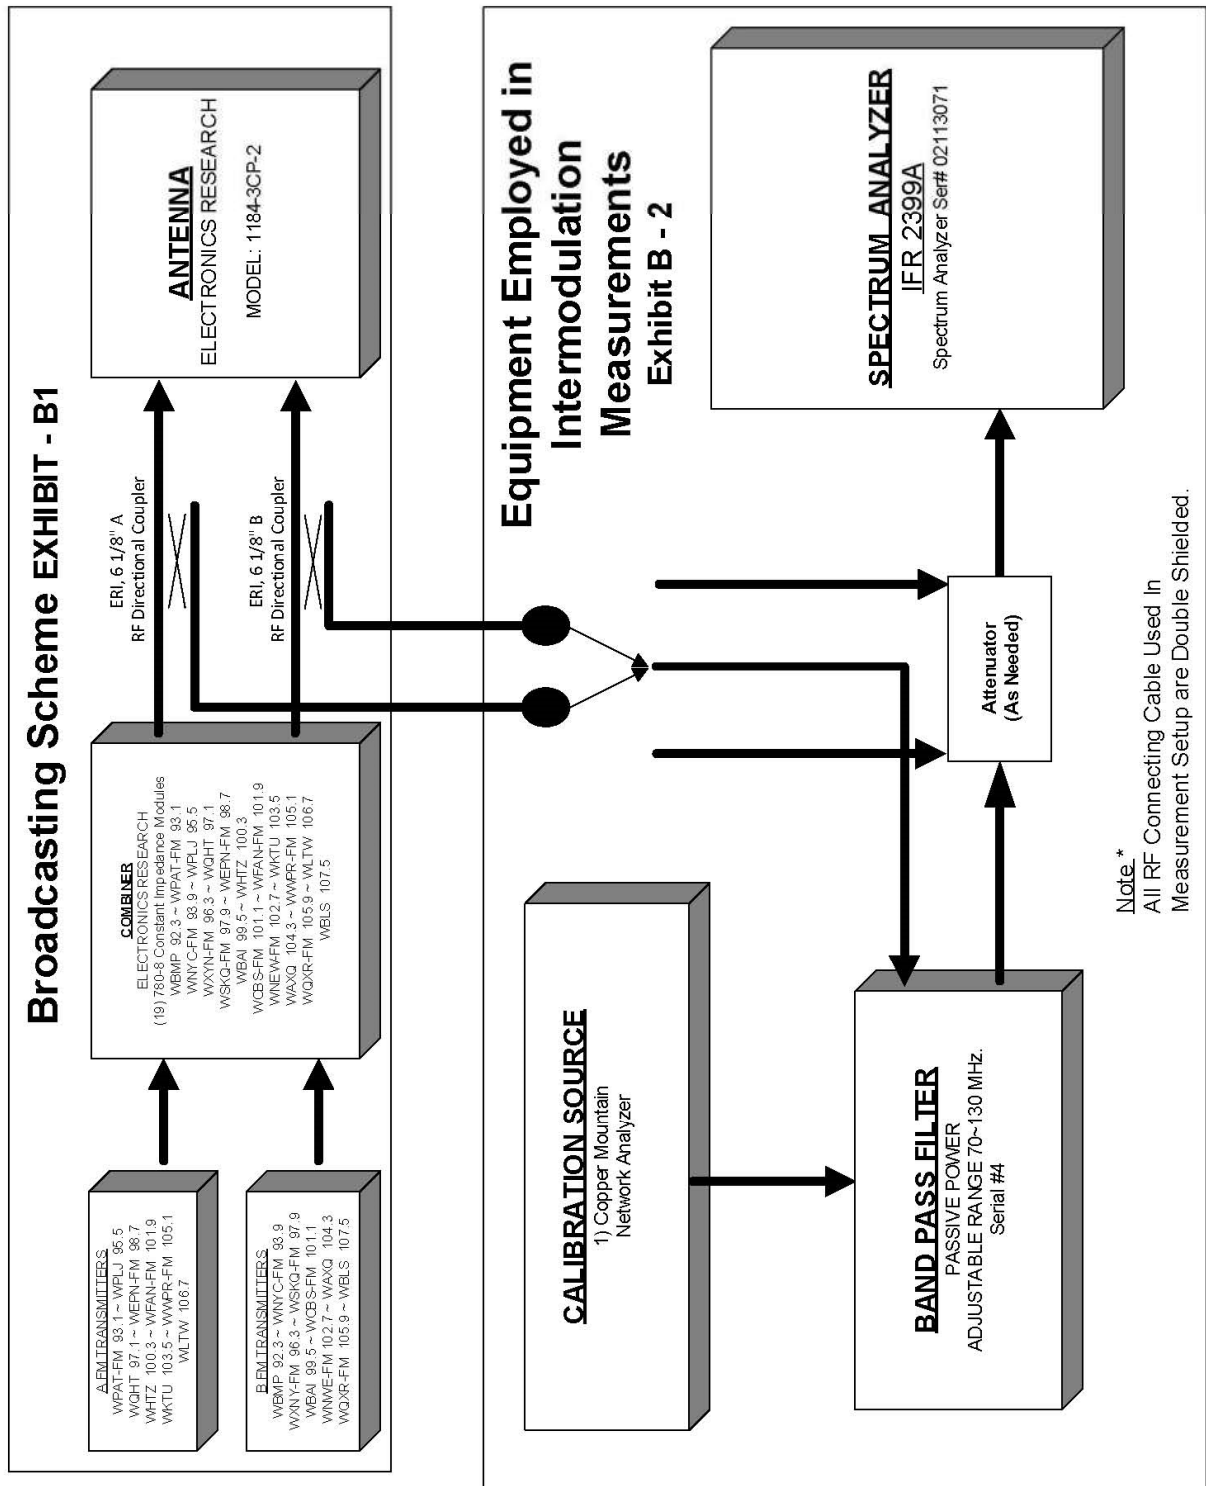 Broadcasting Scheme EXHIBIT - B1
A FM TRANSMITTERS
WPAT-FM 93.1 ~ WPLJ 95.5
WQHT 97.1 ~ WEPN-FM 98.7
WHTZ 100.3 ~ WFAN-FM 101.9
WKTU 103.5 ~ WWPR-FM 105.1
WLTW 106.7
B FM TRANSMITTERS
WBMP 92.3 ~ WNYC-FM 93.9
WXNY-FM 96.3 ~ WSKQ-FM 97.9
WBAI 99.5 ~ WCBS-FM 101.1
WNWE-FM 102.7 ~ WAXQ 104.3
WQXR-FM 105.9 ~ WBLS 107.5
COMBINER
ELECTRONICS RESEARCH
(19) 780-8 Constant Impedance Modules
WBMP 92.3 ~ WPAT-FM 93.1
WNYC-FM 93.9 ~ WPLJ 95.5
WXYN-FM 96.3 ~ WQHT 97.1
WSKQ-FM 97.9 ~ WEPN-FM 98.7
WBAI 99.5 ~ WHTZ 100.3
WCBS-FM 101.1 ~ WFAN-FM 101.9
WNEW-FM 102.7 ~ WKTU 103.5
WAXQ 104.3 ~ WWPR-FM 105.1
WQXR-FM 105.9 ~ WLTW 106.7
WBLS 107.5
ERI, 6 1/8" A
RF Directional Coupler
ERI, 6 1/8" B
RF Directional Coupler
ANTENNA
ELECTRONICS RESEARCH
MODEL: 1184-3CP-2
Equipment Employed in
Intermodulation
Measurements
Exhibit B - 2
CALIBRATION SOURCE
1) Copper Mountain
Network Analyzer
BAND PASS FILTER
PASSIVE POWER
ADJUSTABLE RANGE 70~130 MHz.
Serial #4
Attenuator
(As Needed)
SPECTRUM ANALYZER
IFR 2399A
Spectrum Analyzer Ser# 02113071
Note *
All RF Connecting Cable Used In
Measurement Setup are Double Shielded.